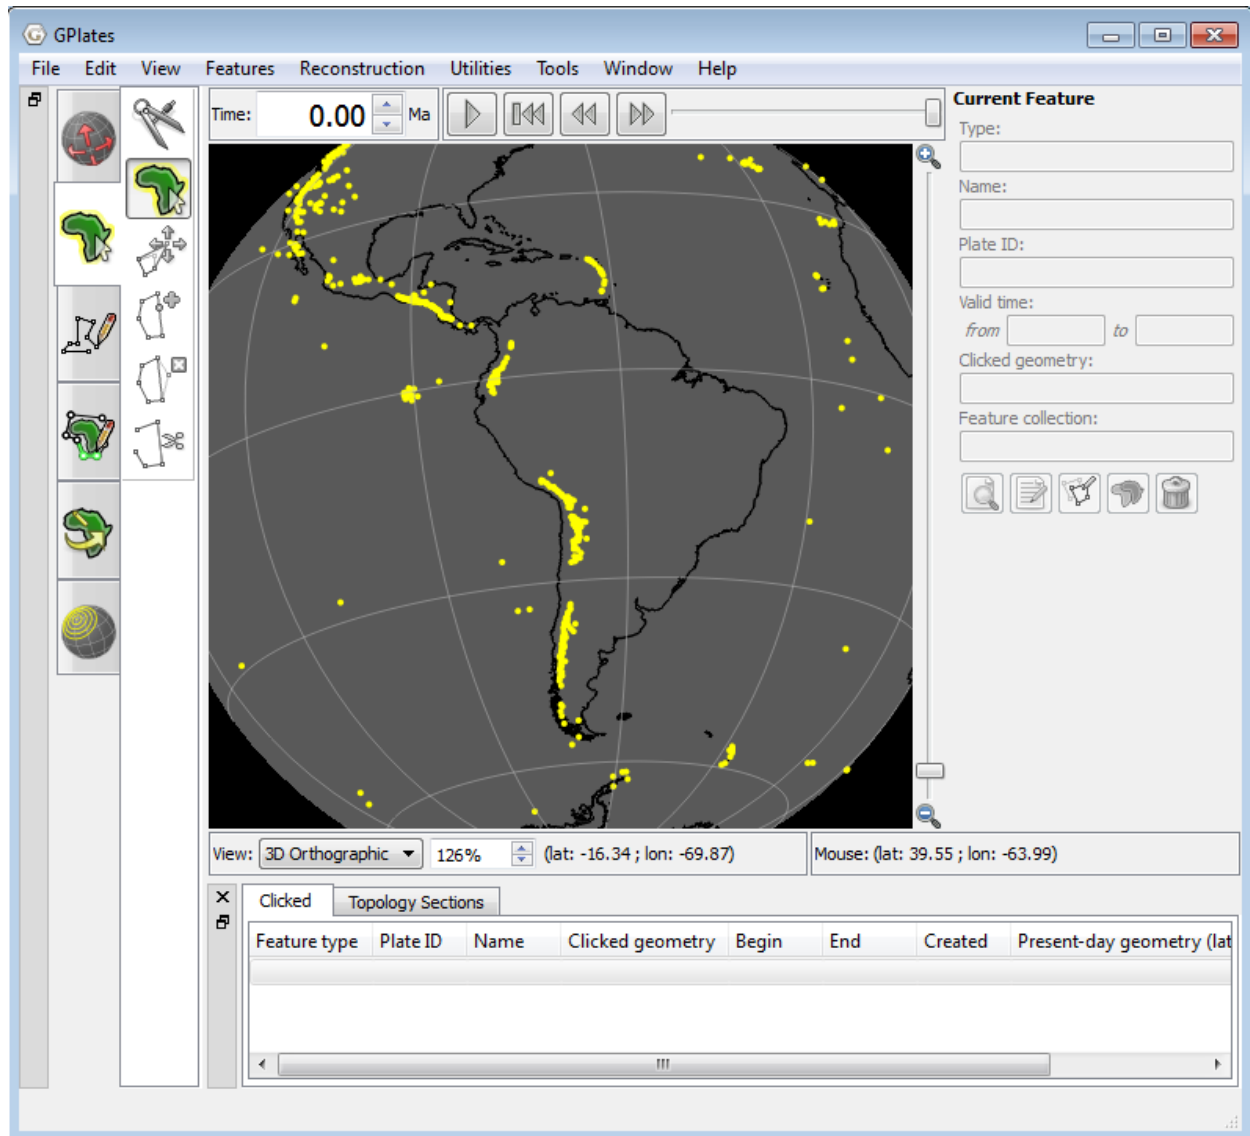 GPlates
File Edit View Features Reconstruction Utilities Tools Window Help
Time: 0.00 Ma
Current Feature
Type:
Name:
Plate ID:
Valid time:
from to
Clicked geometry:
Feature collection:
View: 3D Orthographic 126% (lat: -16.34 ; lon: -69.87) Mouse: (lat: 39.55 ; lon: -63.99)
Clicked Topology Sections
Feature type Plate ID Name Clicked geometry Begin End Created Present-day geometry (lat